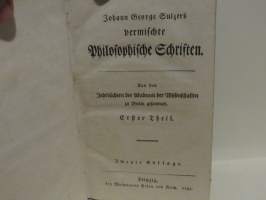 Johann George Sulzers
vermischte
Philosophische Schriften.
Aus den
Jahrbüchern der Akademie der Wissenschaften
zu Berlin gesammelt.
Erster Theil.
Zweite Auflage.
Leipzig,
bey Weidmanns Erben und Reich.